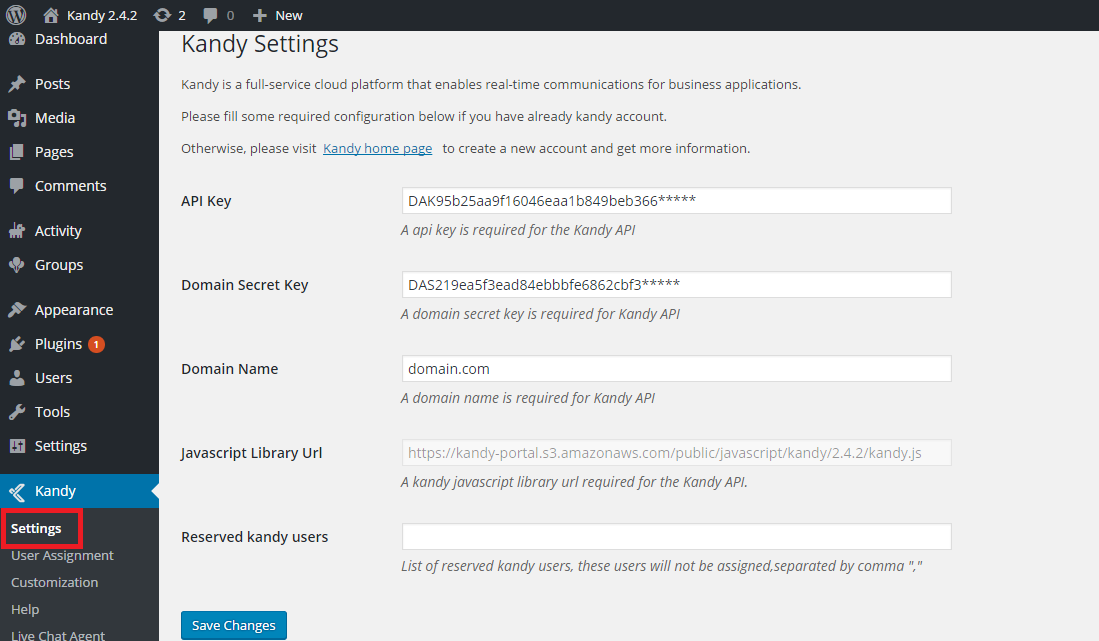 Kandy 2.4.2 2 0 New
Dashboard
Posts
Media
Pages
Comments
Activity
Groups
Appearance
Plugins 1
Users
Tools
Settings
Kandy
Settings
User Assignment
Customization
Help
Live Chat Agent
Kandy Settings
Kandy is a full-service cloud platform that enables real-time communications for business applications.
Please fill some required configuration below if you have already kandy account.
Otherwise, please visit Kandy home page to create a new account and get more information.
API Key
DAK95b25aa9f16046eaa1b849beb366*****
A api key is required for the Kandy API
Domain Secret Key
DAS219ea5f3ead84ebbbfe6862cbf3*****
A domain secret key is required for Kandy API
Domain Name
domain.com
A domain name is required for Kandy API
Javascript Library Url
https://kandy-portal.s3.amazonaws.com/public/javascript/kandy/2.4.2/kandy.js
A kandy javascript library url required for the Kandy API.
Reserved kandy users
List of reserved kandy users, these users will not be assigned,separated by comma ","
Save Changes